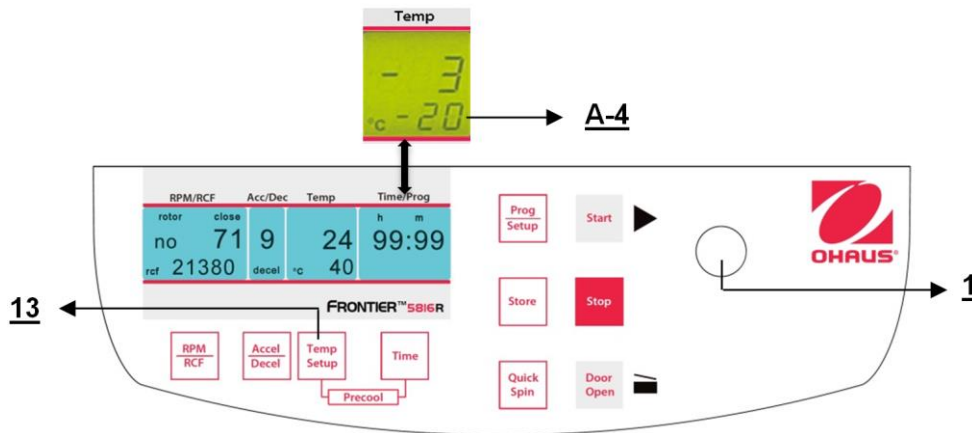 Temp
- 3
°C -20
A-4
RPM/RCF Acc/Dec Temp Time/Prog
rotor close h m
no 71 9 24 99:99
rcf 21380 decel °C 40
FRONTIER™ 5816R
13
RPM
RCF
Accel
Decel
Temp
Setup
Time
Precool
Prog
Setup
Start
Store
Stop
Quick
Spin
Door
Open
OHAUS®
1